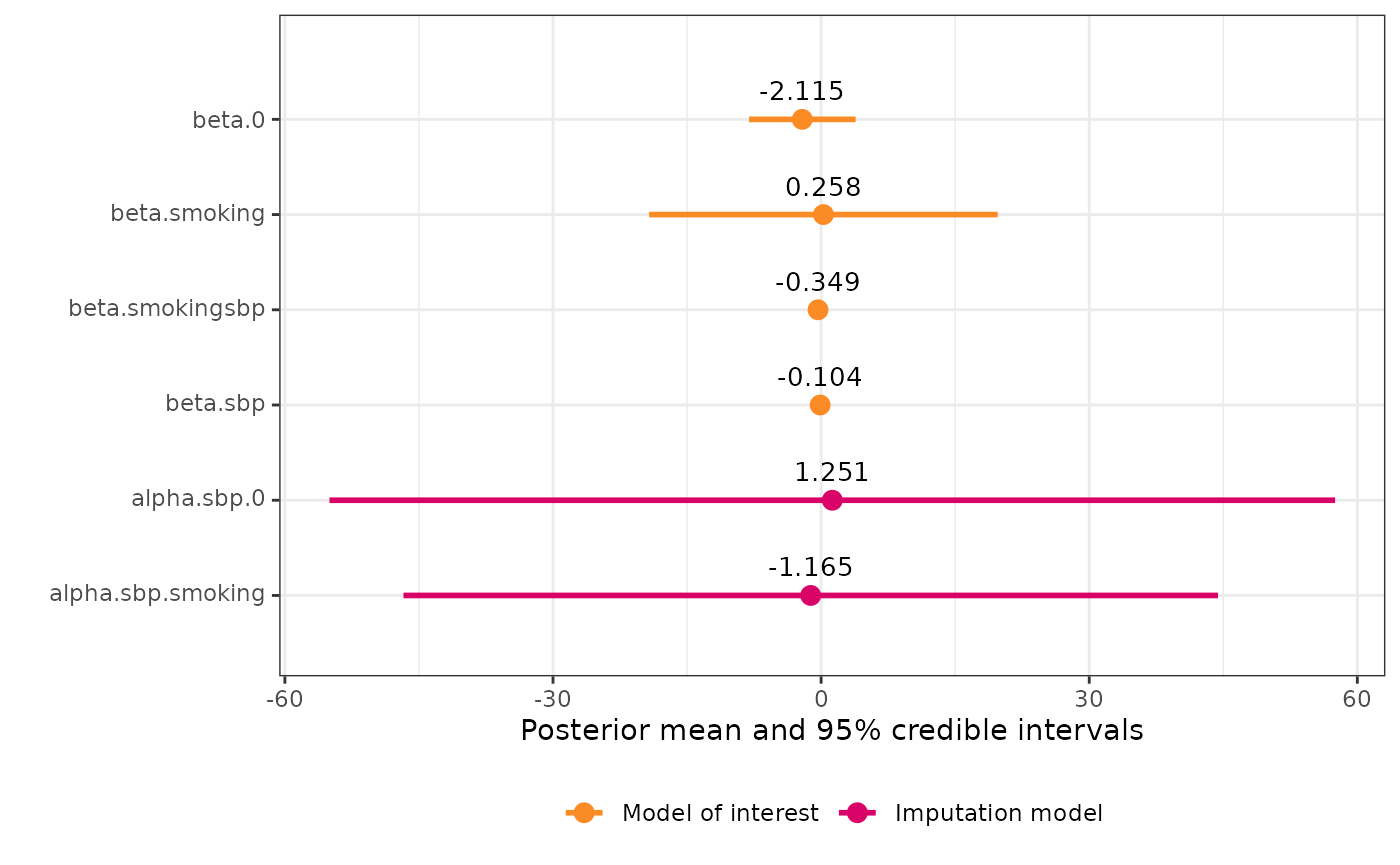 -2.115
beta.0
0.258
beta.smoking
-0.349
beta.smokingsbp
-0.104
beta.sbp
1.251
alpha.sbp.0
-1.165
alpha.sbp.smoking
-60 -30 0 30 60
Posterior mean and 95% credible intervals
Model of interest Imputation model